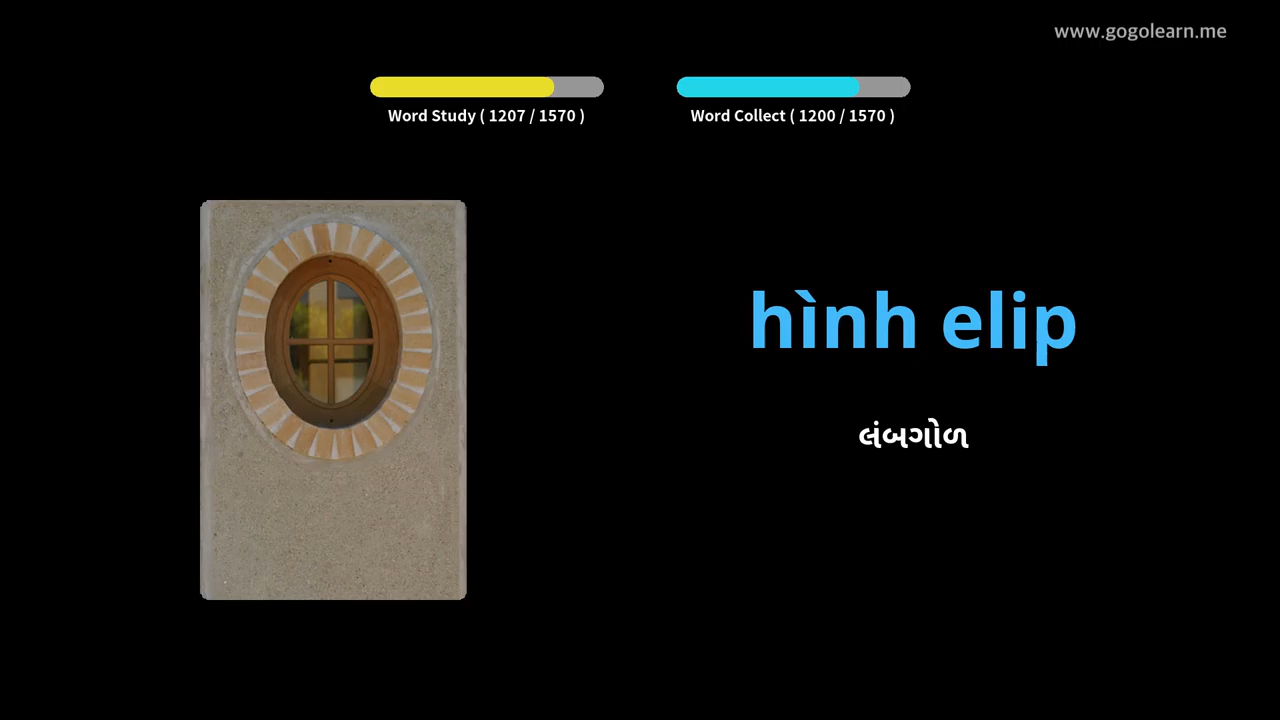 www.gogolearn.me
Word Study ( 1207 / 1570 )
Word Collect ( 1200 / 1570 )
hình elip
લંબગોળ